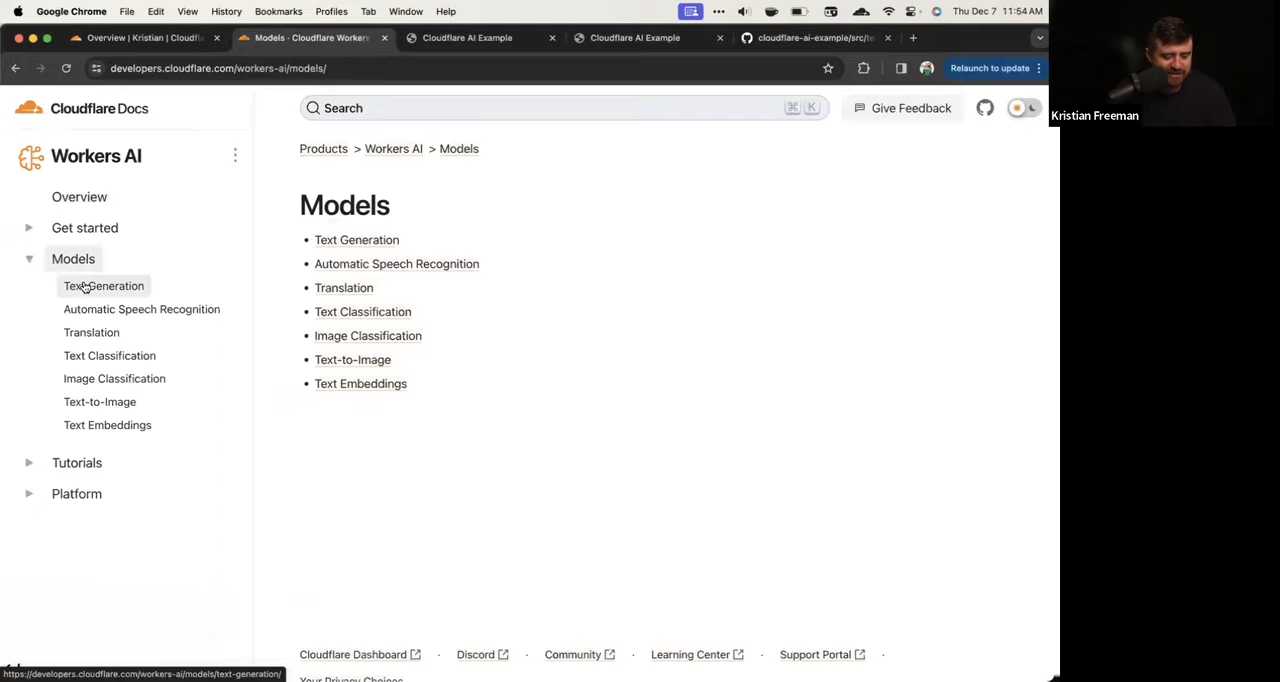 Google Chrome File Edit View History Bookmarks Profiles Tab Window Help Thu Dec 7 11:54 AM
Overview | Kristian | Cloudfl
Models · Cloudflare Workers
Cloudflare AI Example
Cloudflare AI Example
cloudflare-ai-example/src/te
developers.cloudflare.com/workers-ai/models/
Relaunch to update
Kristian Freeman
Cloudflare Docs
Search
⌘ K
Give Feedback
Workers AI
Overview
Get started
Models
Text Generation
Automatic Speech Recognition
Translation
Text Classification
Image Classification
Text-to-Image
Text Embeddings
Tutorials
Platform
Products > Workers AI > Models
Models
• Text Generation
• Automatic Speech Recognition
• Translation
• Text Classification
• Image Classification
• Text-to-Image
• Text Embeddings
Cloudflare Dashboard · Discord · Community · Learning Center · Support Portal ·
Your Privacy Choices
https://developers.cloudflare.com/workers-ai/models/text-generation/